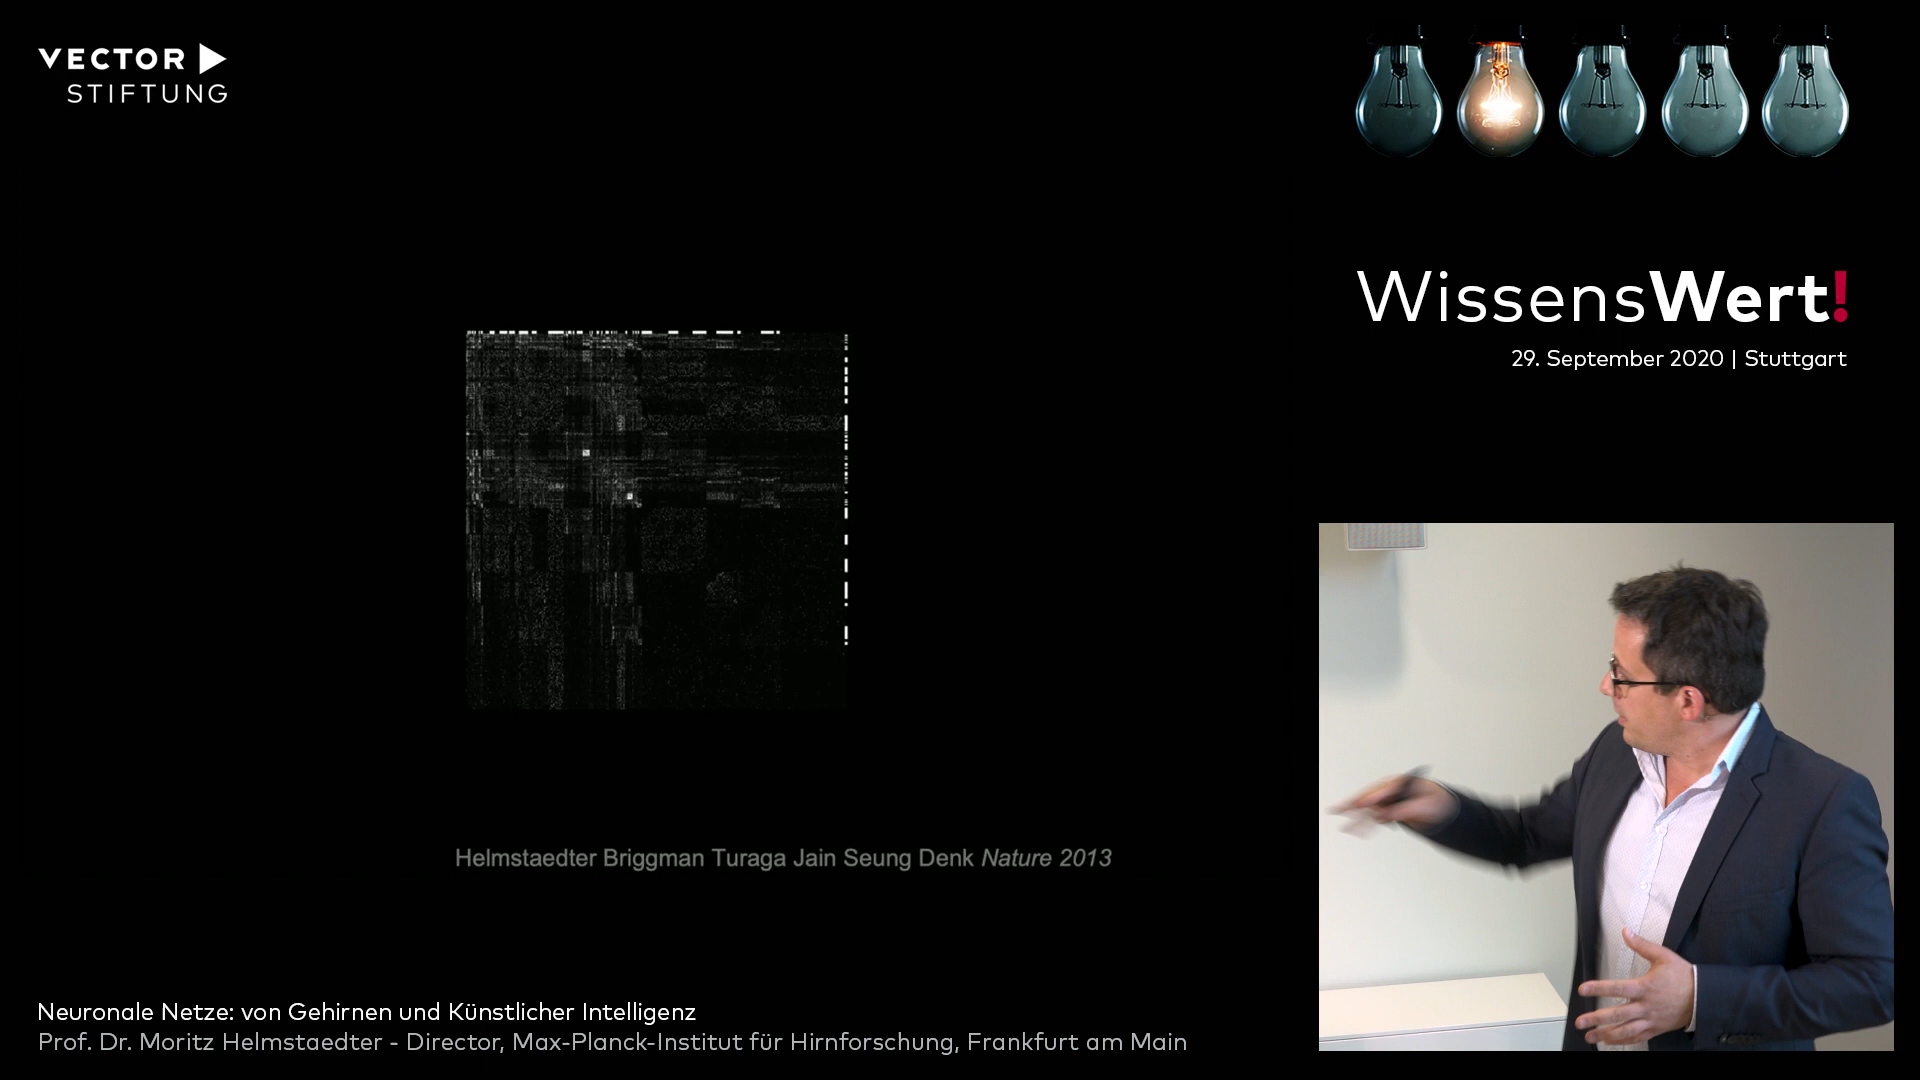 VECTOR
STIFTUNG
WissensWert!
29. September 2020 | Stuttgart
Helmstaedter Briggman Turaga Jain Seung Denk Nature 2013
Neuronale Netze: von Gehirnen und Künstlicher Intelligenz
Prof. Dr. Moritz Helmstaedter - Director, Max-Planck-Institut für Hirnforschung, Frankfurt am Main